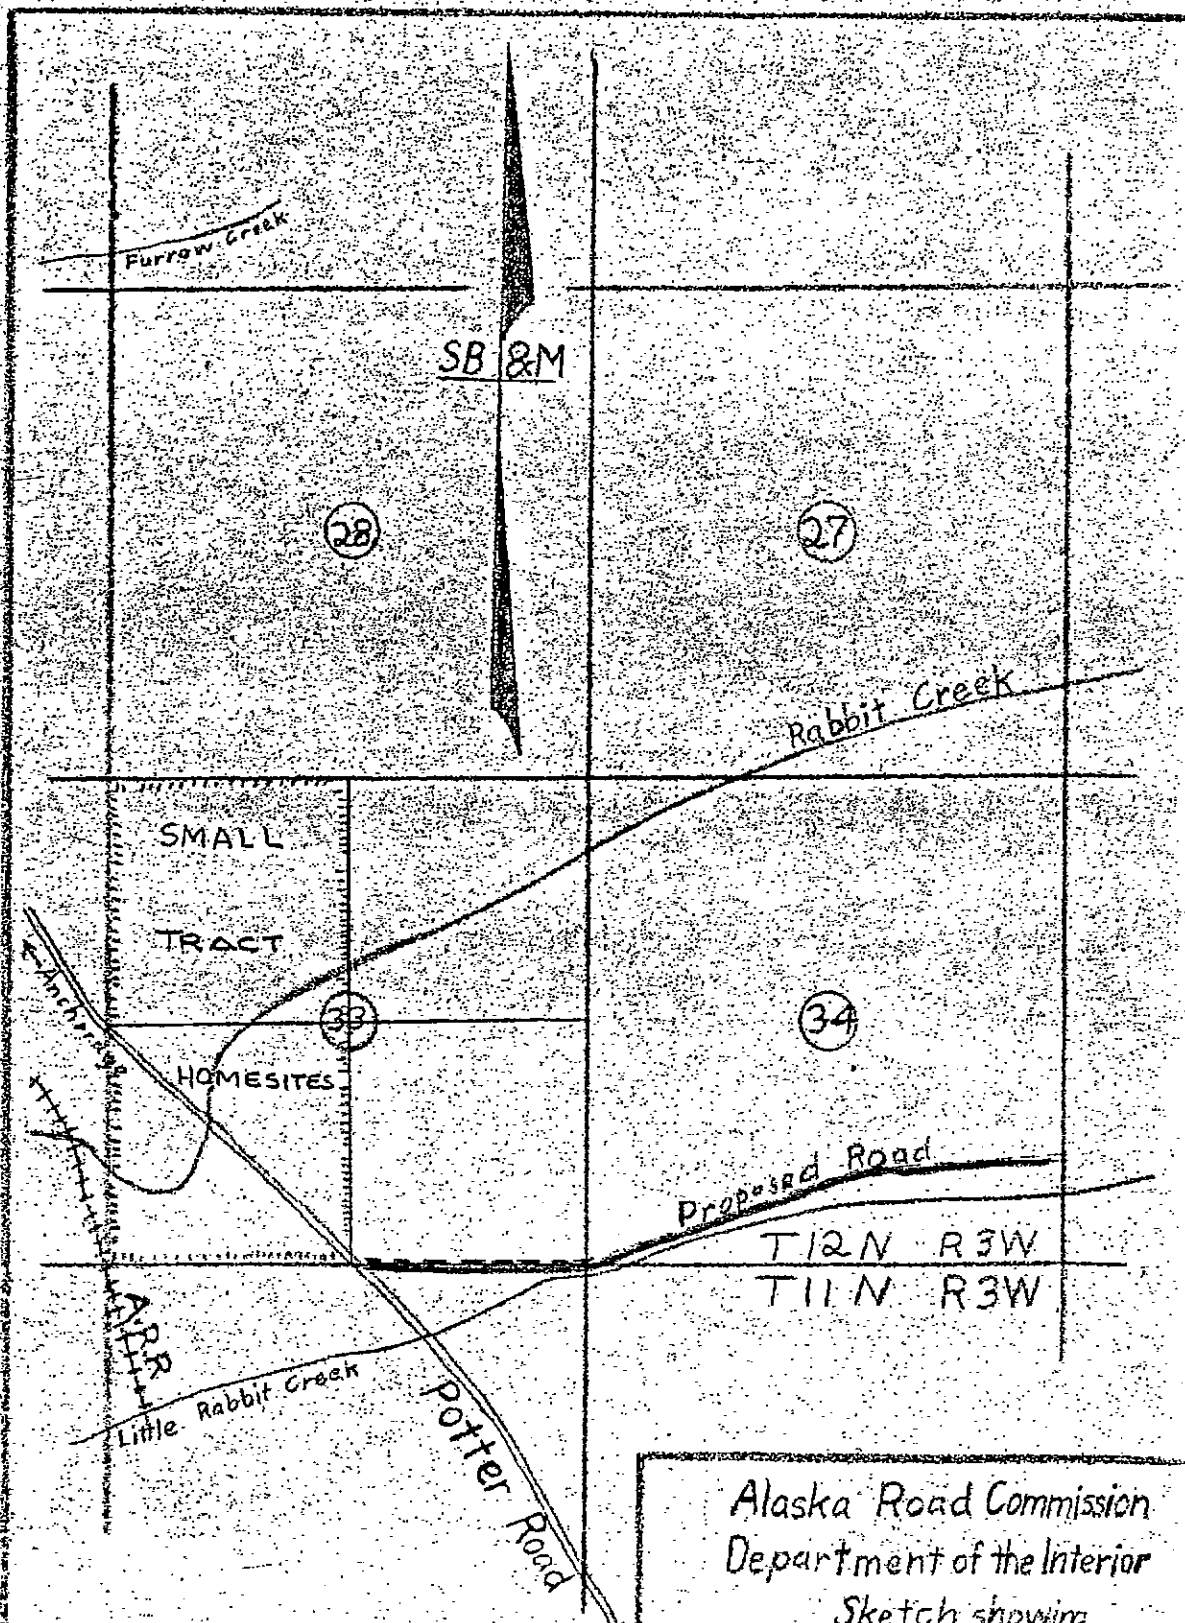 Furrow Creek
SB &M
28
27
Rabbit Creek
SMALL
TRACT
←Anchorage
33
34
HOMESITES
Proposed Road
T12N R3W
T11N R3W
A.R.R
Little Rabbit Creek
Potter Road
Alaska Road Commission
Department of the Interior
Sketch showing